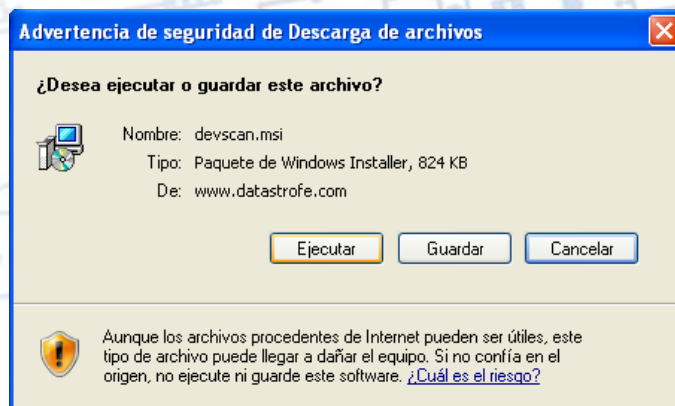 Advertencia de seguridad de Descarga de archivos
¿Desea ejecutar o guardar este archivo?
Nombre: devscan.msi
Tipo: Paquete de Windows Installer, 824 KB
De: www.datastrofe.com
Ejecutar Guardar Cancelar
Aunque los archivos procedentes de Internet pueden ser útiles, este
tipo de archivo puede llegar a dañar el equipo. Si no confía en el
origen, no ejecute ni guarde este software. ¿Cuál es el riesgo?